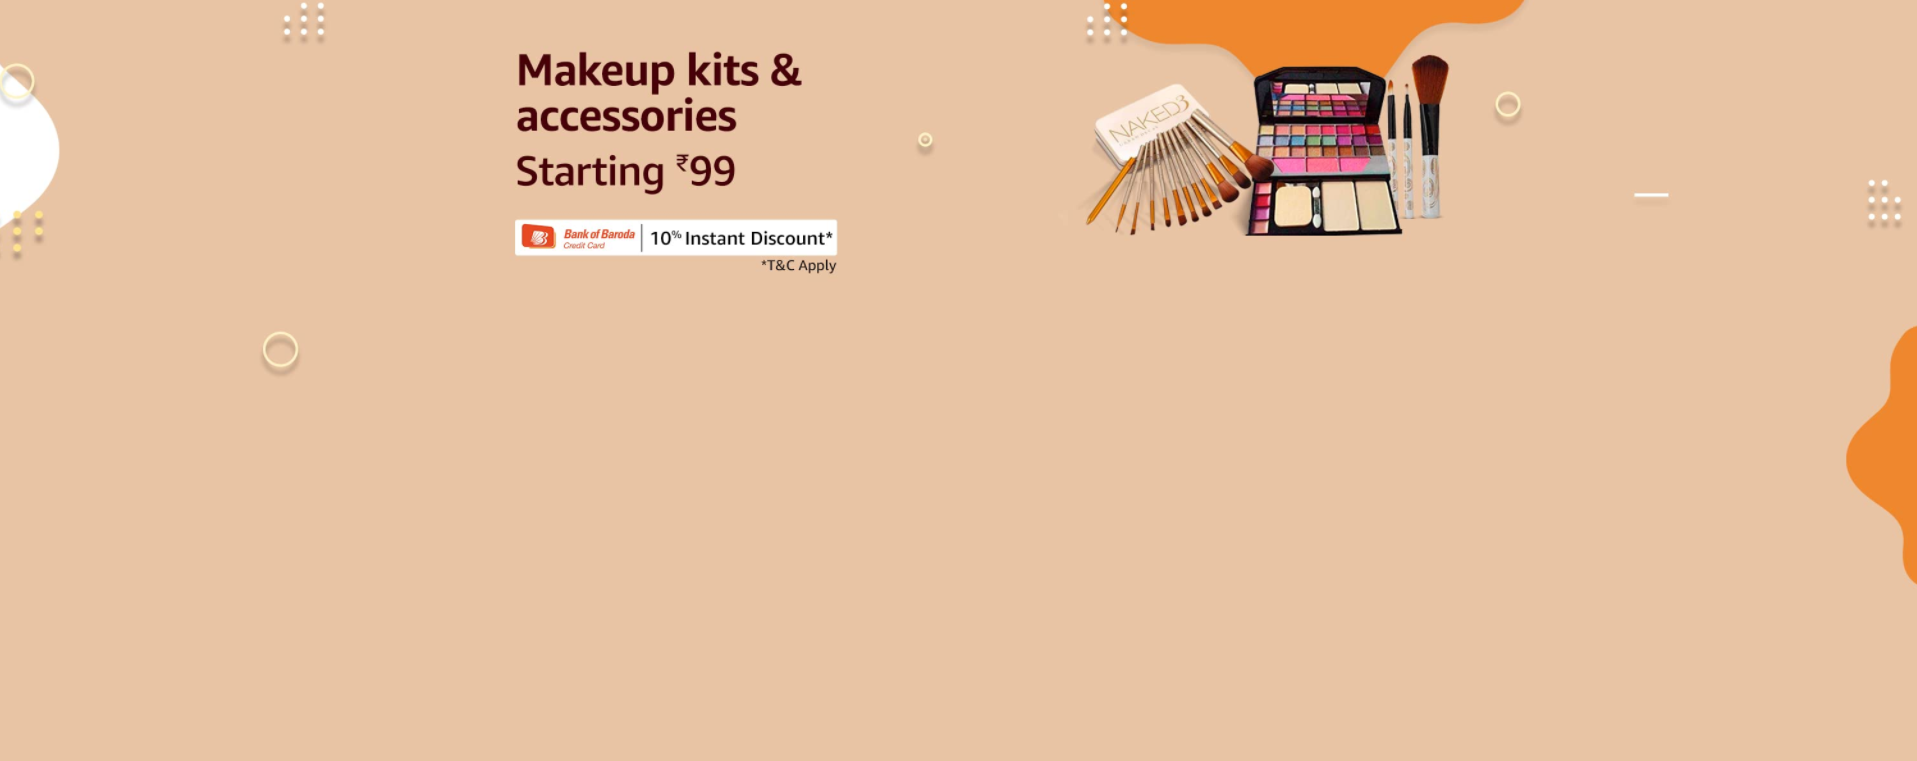 Makeup kits &
accessories
Starting ₹99
Bank of Baroda
Credit Card
10% Instant Discount*
*T&C Apply
NAKED3